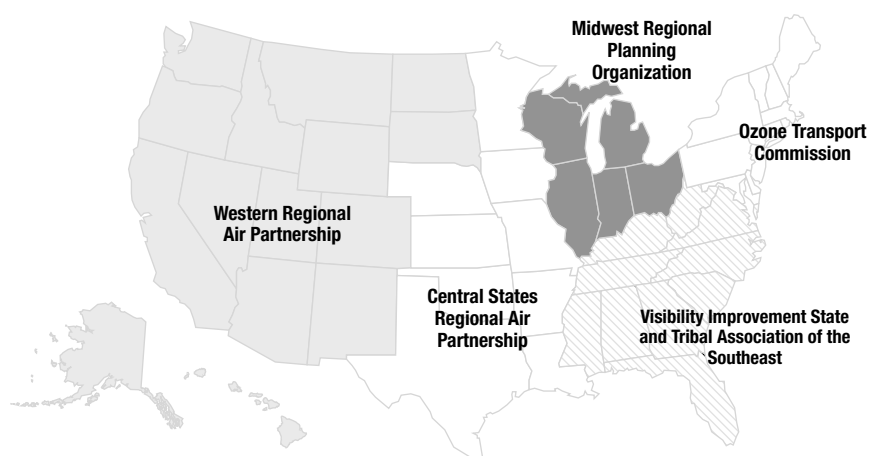 Midwest Regional
Planning
Organization
Ozone Transport
Commission
Western Regional
Air Partnership
Central States
Regional Air
Partnership
Visibility Improvement State
and Tribal Association of the
Southeast